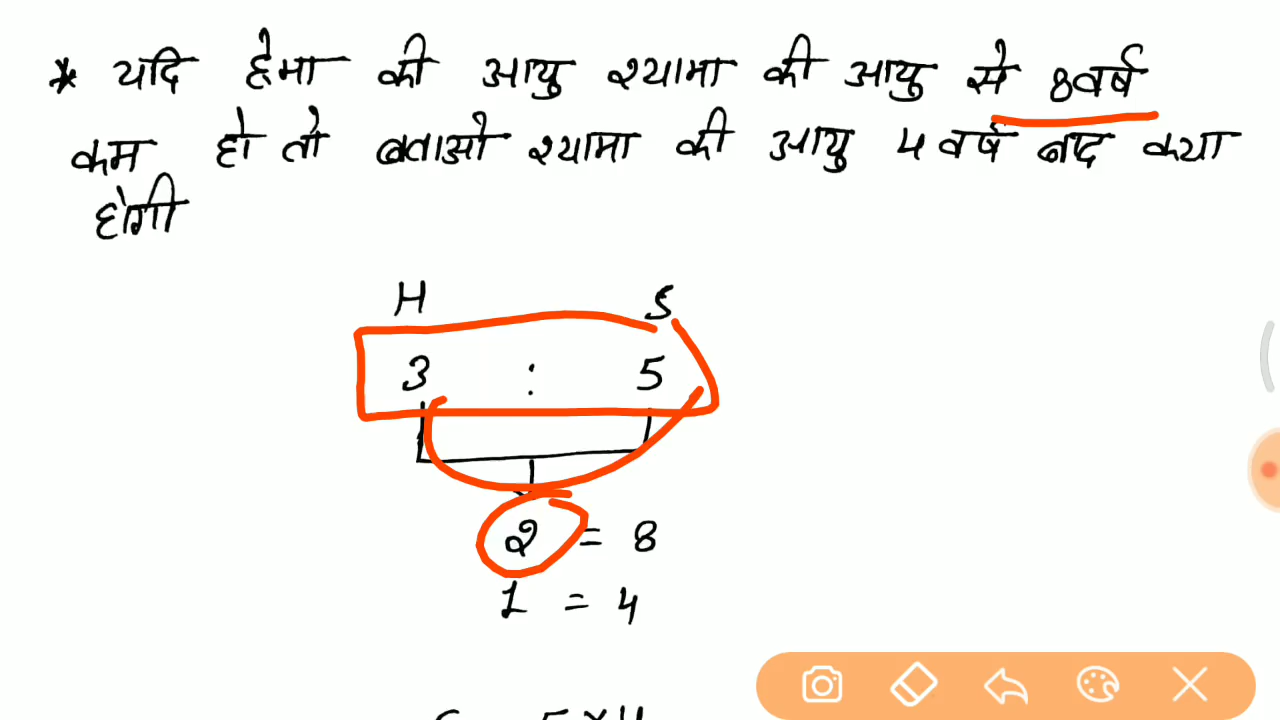 * यदि हेमा की आयु श्यामा की आयु से 8 वर्ष
कम हो तो बताओ श्यामा की आयु 4 वर्ष बाद क्या
होगी
H S
3 : 5
2 = 8
1 = 4